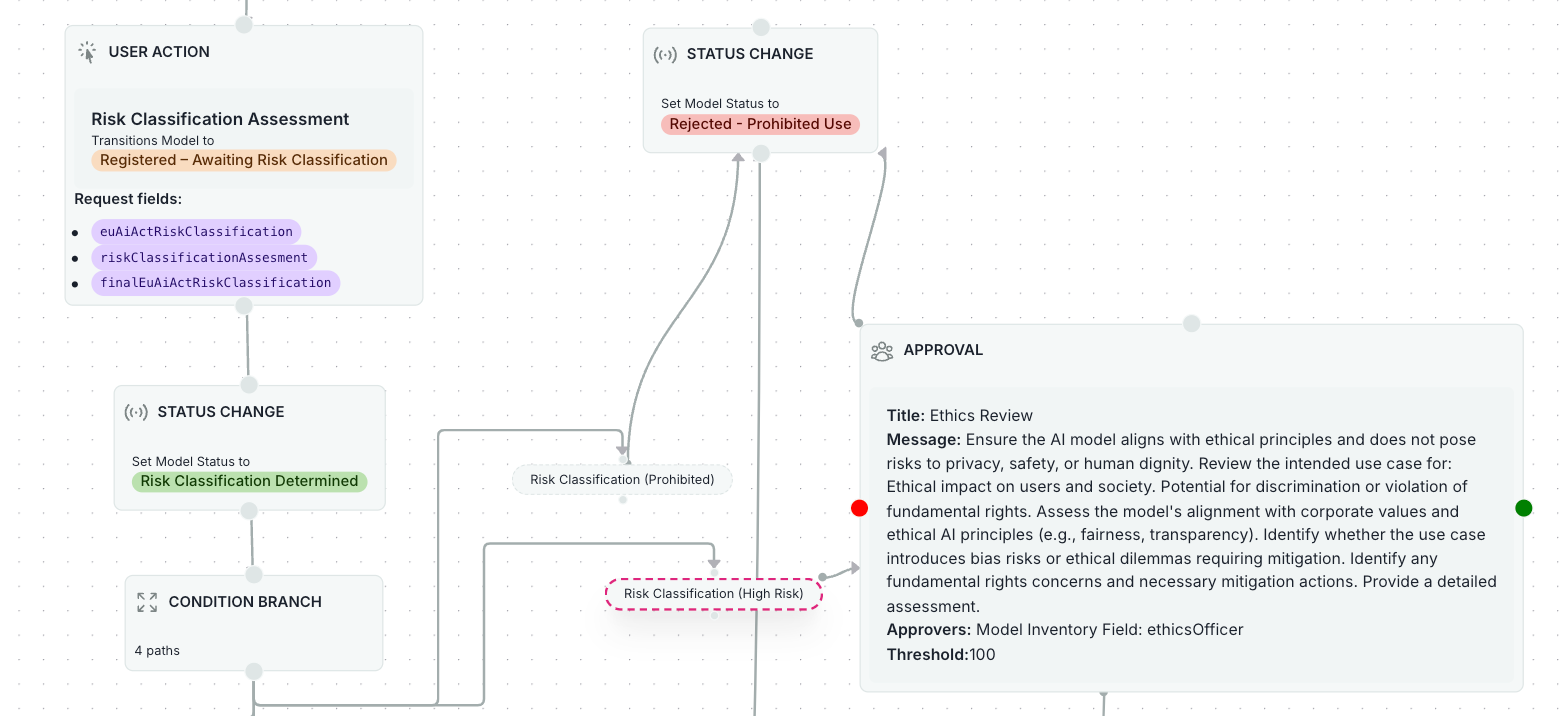 USER ACTION
Risk Classification Assessment
Transitions Model to
Registered – Awaiting Risk Classification
Request fields:
euAiActRiskClassification
riskClassificationAssesment
finalEuAiActRiskClassification
STATUS CHANGE
Set Model Status to
Risk Classification Determined
CONDITION BRANCH
4 paths
STATUS CHANGE
Set Model Status to
Rejected - Prohibited Use
Risk Classification (Prohibited)
Risk Classification (High Risk)
APPROVAL
Title: Ethics Review
Message: Ensure the AI model aligns with ethical principles and does not pose
risks to privacy, safety, or human dignity. Review the intended use case for:
Ethical impact on users and society. Potential for discrimination or violation of
fundamental rights. Assess the model's alignment with corporate values and
ethical AI principles (e.g., fairness, transparency). Identify whether the use case
introduces bias risks or ethical dilemmas requiring mitigation. Identify any
fundamental rights concerns and necessary mitigation actions. Provide a detailed
assessment.
Approvers: Model Inventory Field: ethicsOfficer
Threshold:100